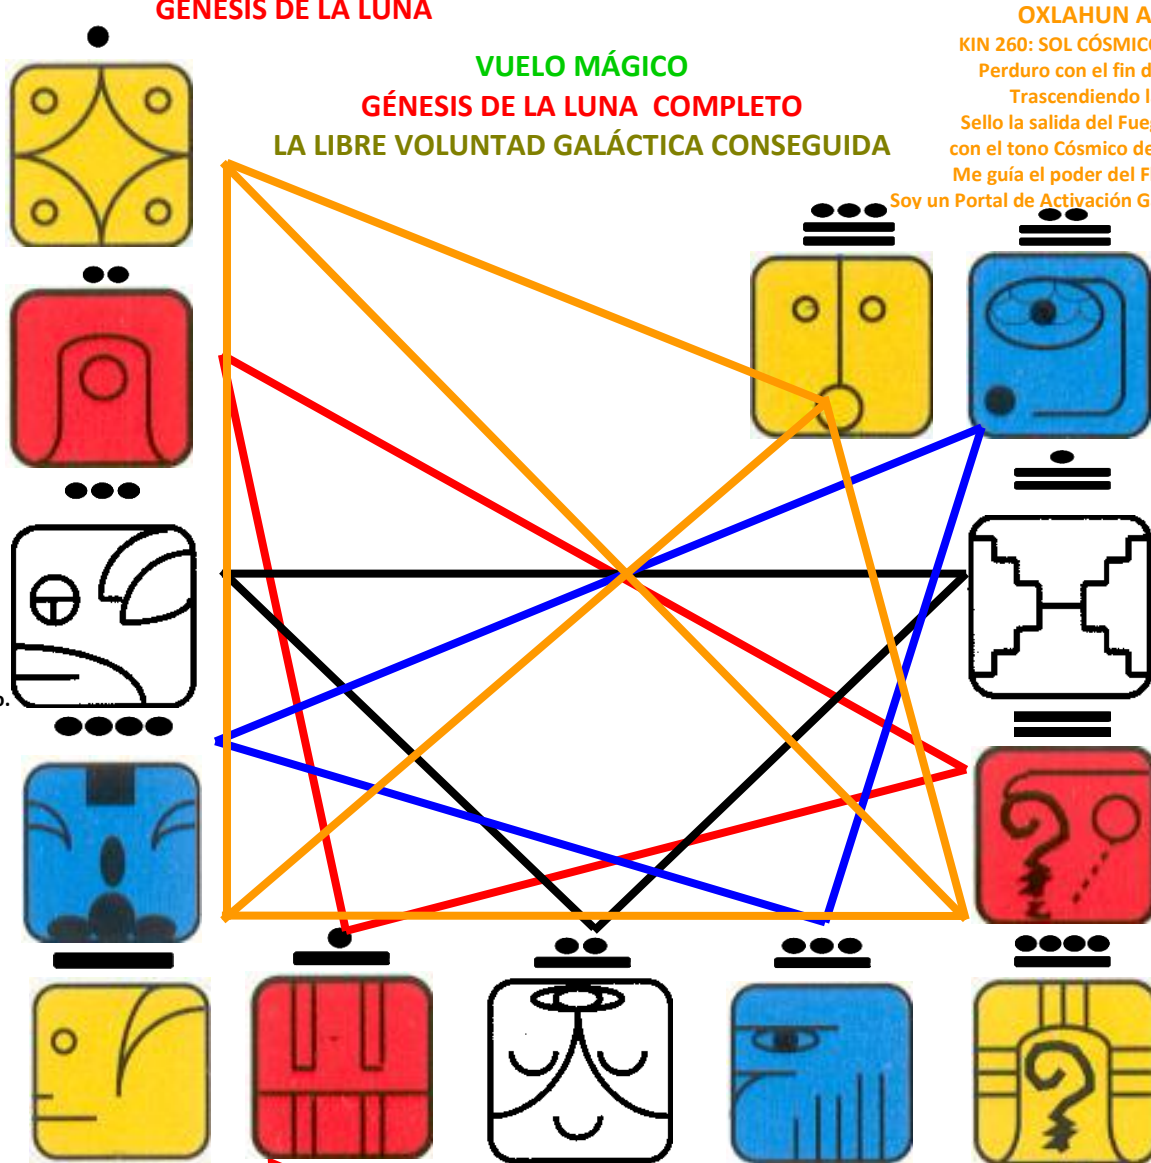 GÉNESIS DE LA LUNA
VUELO MÁGICO
GÉNESIS DE LA LUNA COMPLETO
LA LIBRE VOLUNTAD GALÁCTICA CONSEGUIDA
OXLAHUN A
KIN 260: SOL CÓSMICO
Perduro con el fin d
Trascendiendo l
Sello la salida del Fueg
con el tono Cósmico de
Me guía el poder del F
Soy un Portal de Activación G
o.